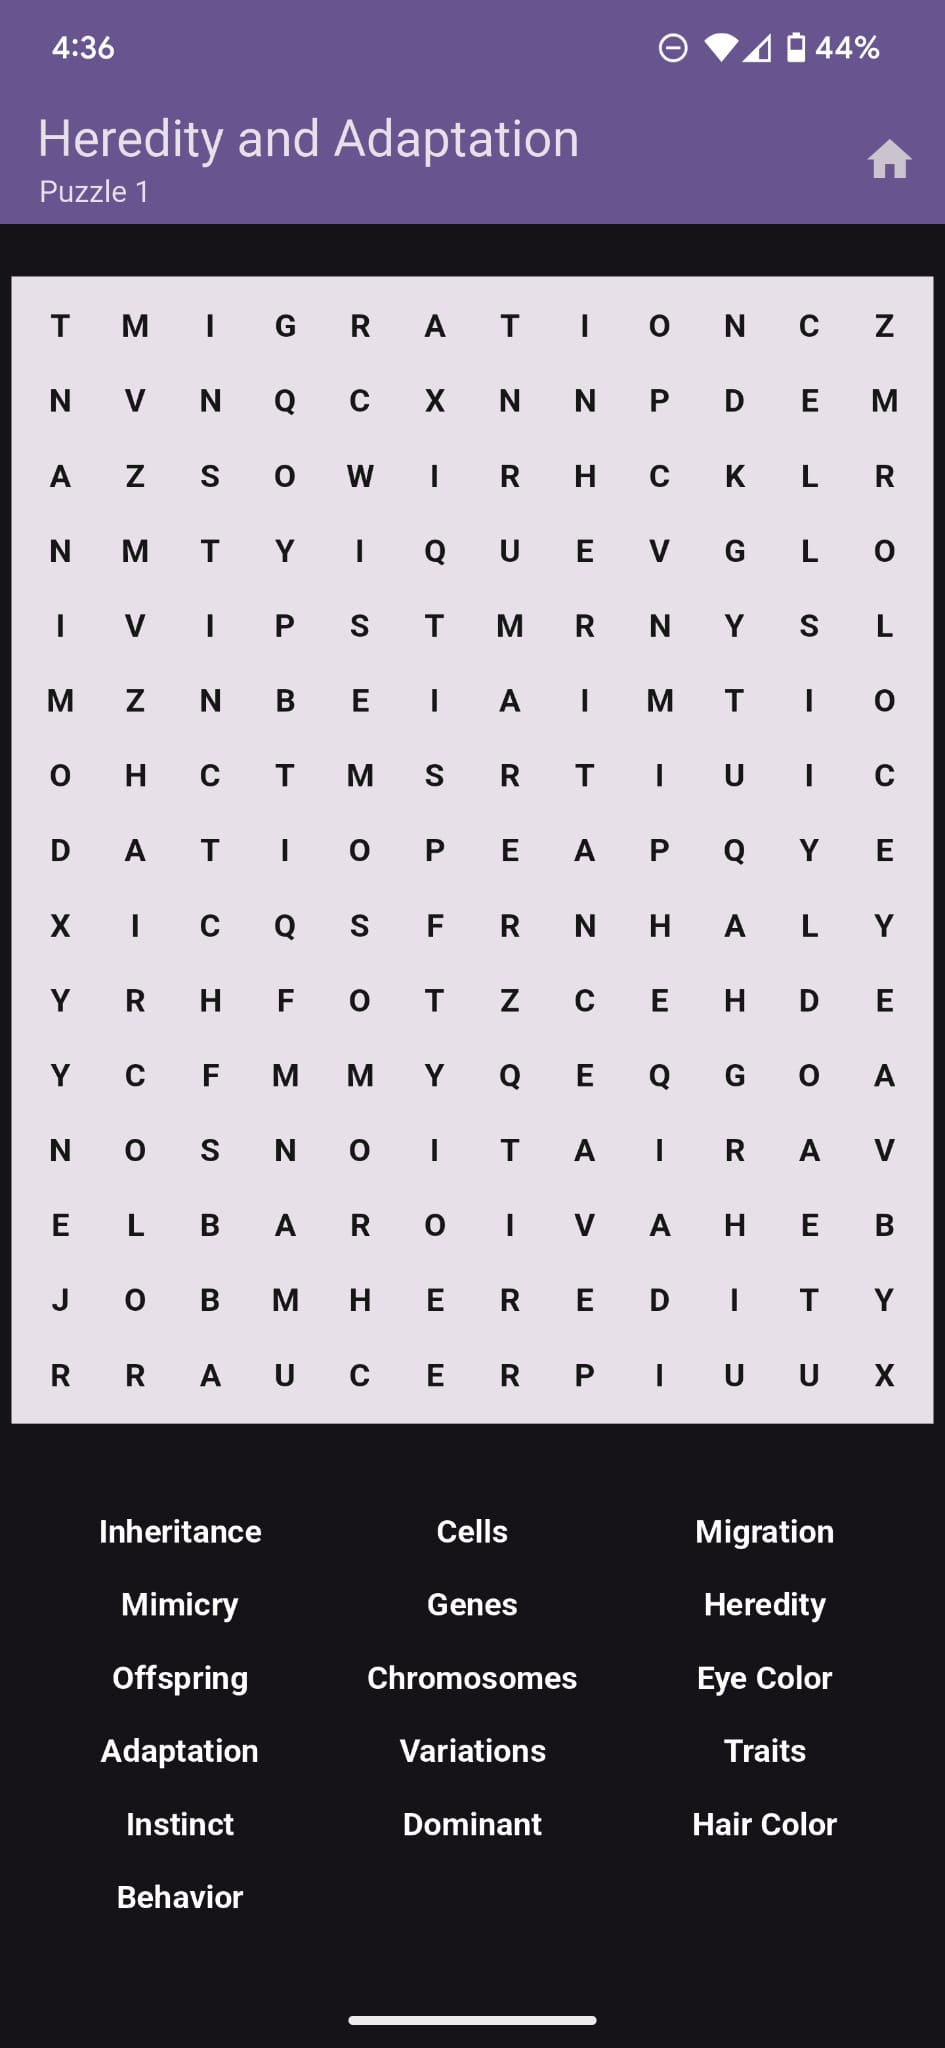 4:36 44%
Heredity and Adaptation
Puzzle 1
T M I G R A T I O N C Z
N V N Q C X N N P D E M
A Z S O W I R H C K L R
N M T Y I Q U E V G L O
I V I P S T M R N Y S L
M Z N B E I A I M T I O
O H C T M S R T I U I C
D A T I O P E A P Q Y E
X I C Q S F R N H A L Y
Y R H F O T Z C E H D E
Y C F M M Y Q E Q G O A
N O S N O I T A I R A V
E L B A R O I V A H E B
J O B M H E R E D I T Y
R R A U C E R P I U U X
Inheritance Cells Migration
Mimicry Genes Heredity
Offspring Chromosomes Eye Color
Adaptation Variations Traits
Instinct Dominant Hair Color
Behavior